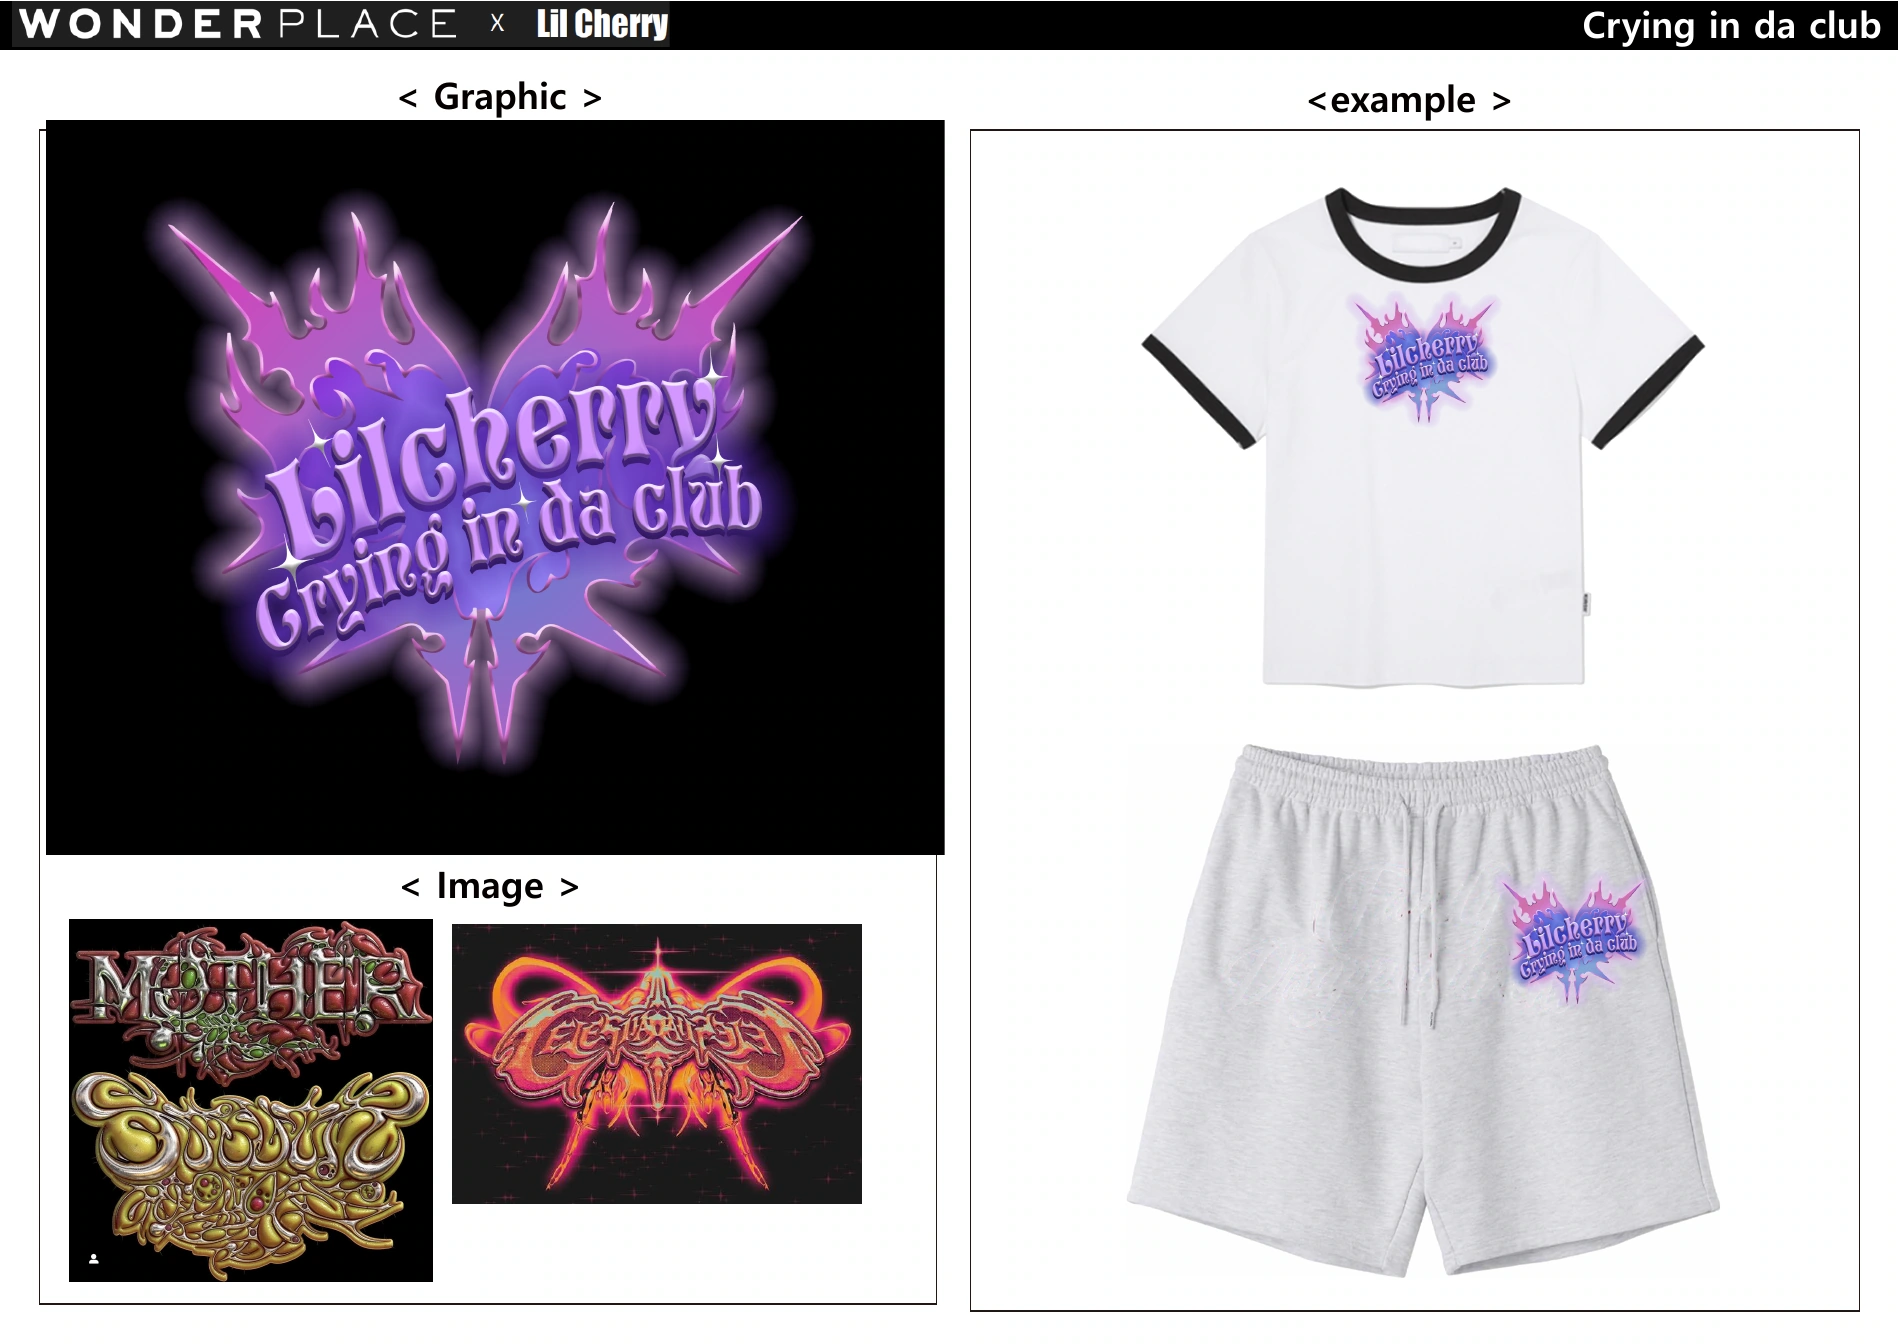 WONDERPLACE X Lil Cherry
Crying in da club
< Graphic >
Lilcherry
Crying in da club
< Image >
MOTHER
<example >
Lilcherry
Crying in da club
Lilcherry
Crying in da club